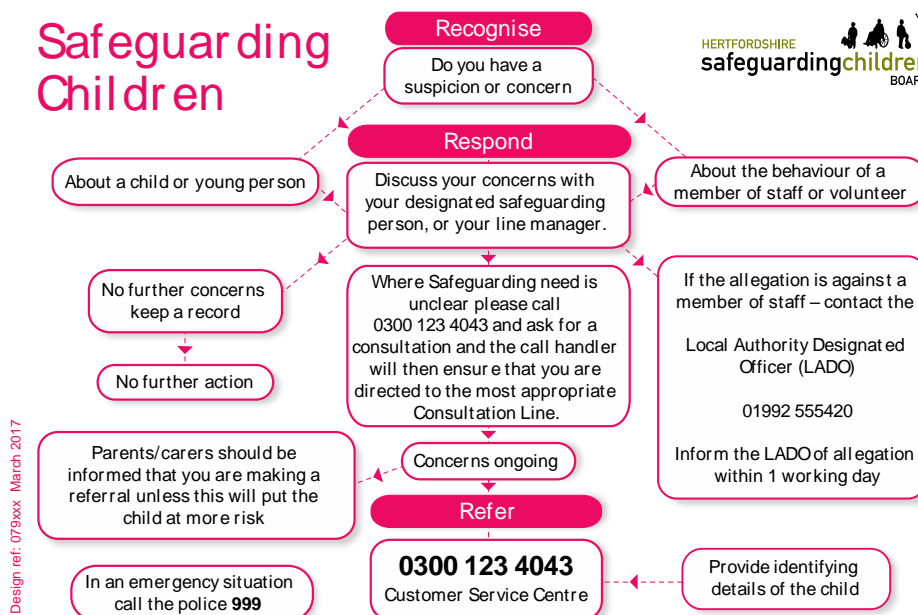 Safeguarding
Children
Recognise
Do you have a
suspicion or concern
HERTFORDSHIRE
safeguardingchildren
BOAR
Respond
About a child or young person
Discuss your concerns with
your designated safeguarding
person, or your line manager.
About the behaviour of a
member of staff or volunteer
No further concerns
keep a record
No further action
Where Safeguarding need is
unclear please call
0300 123 4043 and ask for a
consultation and the call handler
will then ensure that you are
directed to the most appropriate
Consultation Line.
If the allegation is against a
member of staff – contact the
Local Authority Designated
Officer (LADO)
01992 555420
Inform the LADO of allegation
within 1 working day
Parents/carers should be
informed that you are making a
referral unless this will put the
child at more risk
Concerns ongoing
Refer
0300 123 4043
Customer Service Centre
Provide identifying
details of the child
In an emergency situation
call the police 999
Design ref: 079xxx March 2017